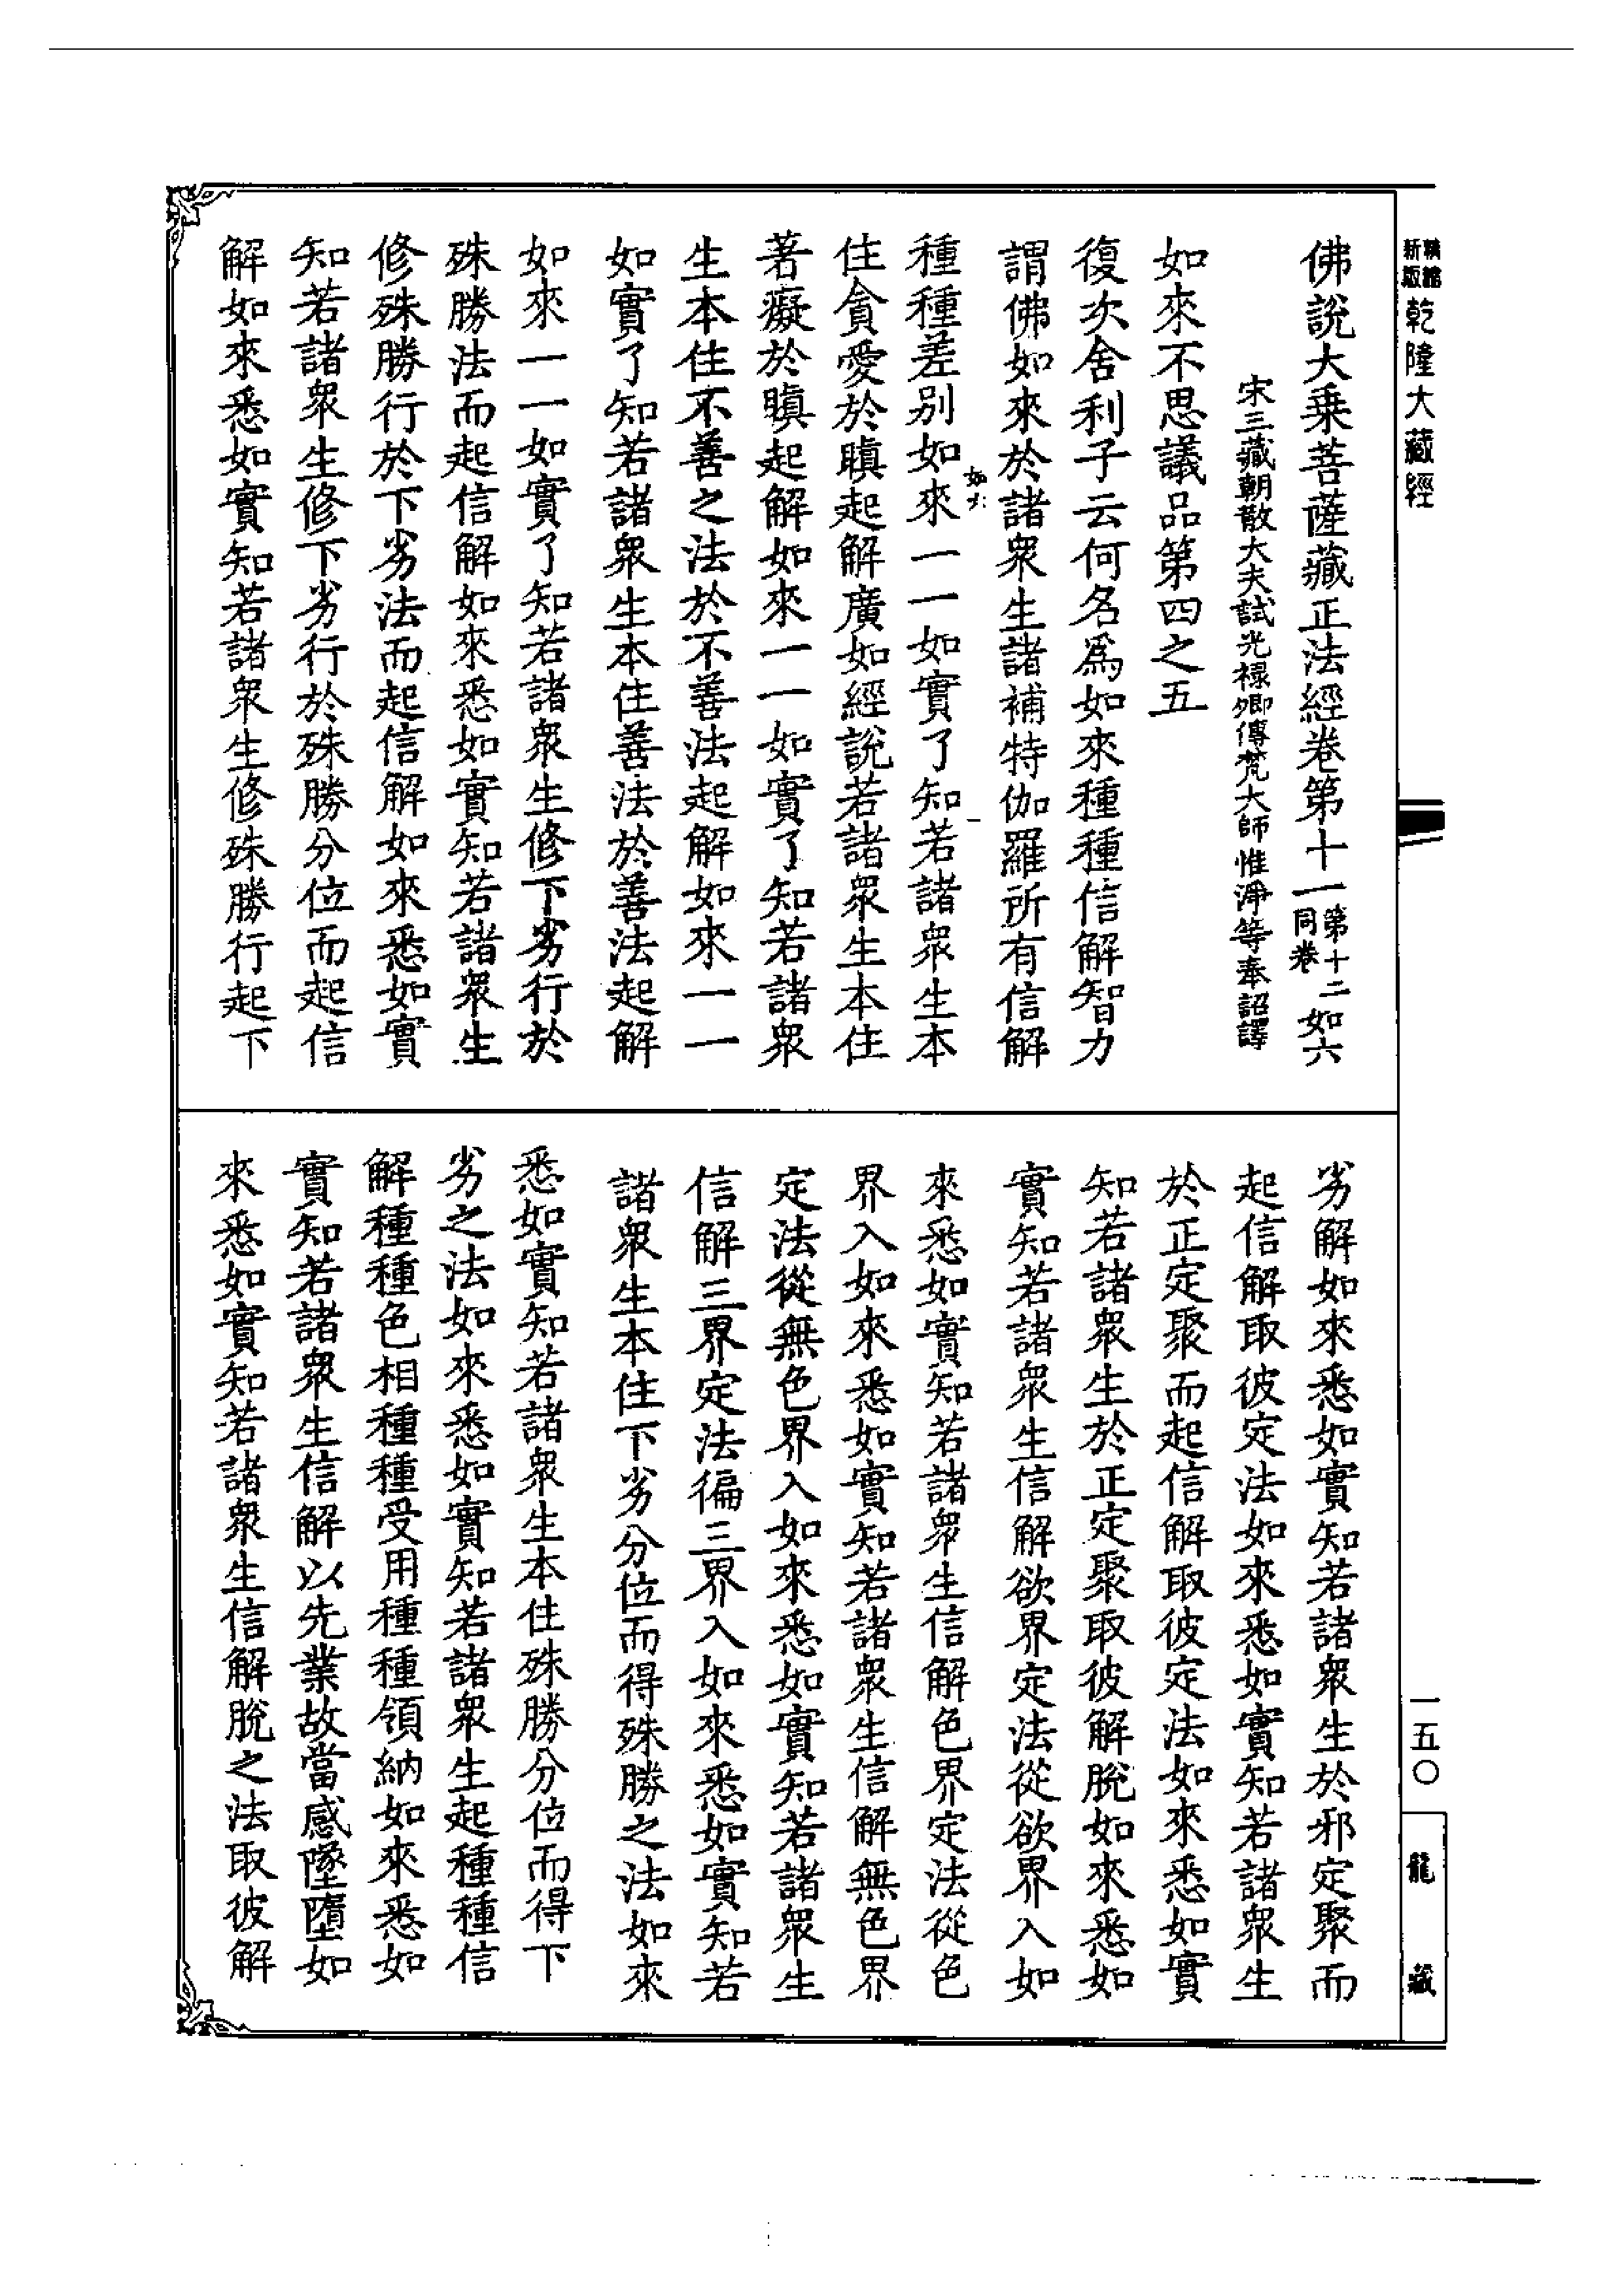 新版
乾隆大藏經
佛說大乘菩薩藏正法經卷第十一第十二同卷 如六
宋三藏朝散大夫試光祿卿傳梵大師惟淨等奉詔譯
如來不思議品第四之五
復次舍利子云何名爲如來種種信解智力
謂佛如來於諸衆生諸補特伽羅所有信解
種種差別如來一一如實了知若諸衆生本
住貪愛於瞋起解廣如經說若諸衆生本住
著癡於瞋起解如來一一如實了知若諸衆
生本住不善之法於不善法起解如來一一
如實了知若諸衆生本住善法於善法起解
如來一一如實了知若諸衆生修下劣行於
殊勝法而起信解如來悉如實知若諸衆生
修殊勝行於下劣法而起信解如來悉如實
知若諸衆生修下劣行於殊勝分位而起信
解如來悉如實知若諸衆生修殊勝行起下
劣解如來悉如實知若諸衆生於邪定聚而
起信解取彼定法如來悉如實知若諸衆生
於正定聚而起信解取彼定法如來悉如實
知若諸衆生於正定聚取彼解脫如來悉如
實知若諸衆生信解欲界定法從欲界入如
來悉如實知若諸衆生信解色界定法從色
界入如來悉如實知若諸衆生信解無色界
定法從無色界入如來悉如實知若諸衆生
信解三界定法徧三界入如來悉如實知若
諸衆生本住下劣分位而得殊勝之法如來
悉如實知若諸衆生本住殊勝分位而得下
劣之法如來悉如實知若諸衆生起種種信
解種種色相種種受用種種領納如來悉如
實知若諸衆生信解以先業故當感墜墮如
來悉如實知若諸衆生信解脫之法取彼解
一五〇
龍藏